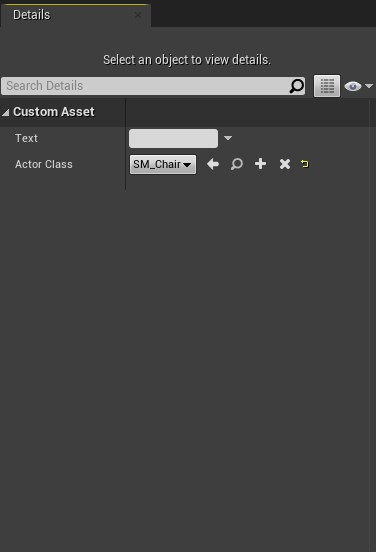 Details
Select an object to view details.
Search Details
Custom Asset
Text
Actor Class SM_Chair